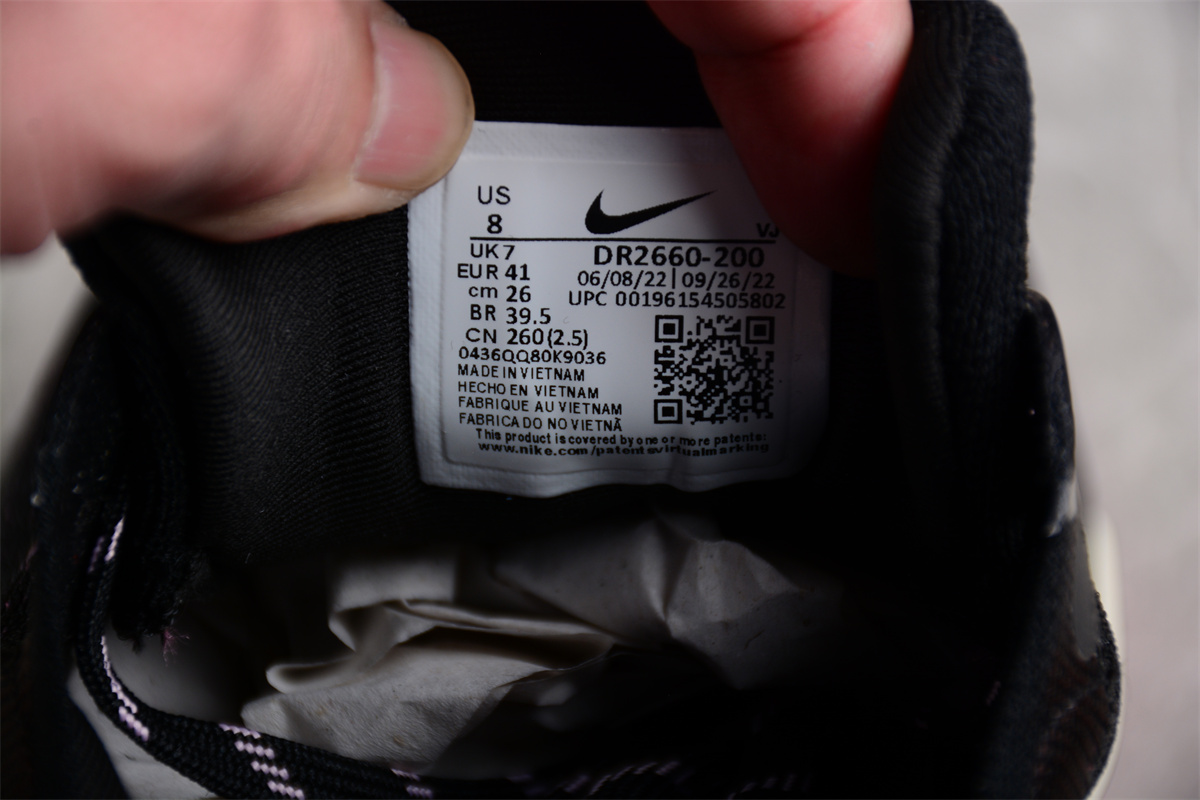 US
8
VJ
UK 7
DR2660-200
EUR 41
06/08/22 | 09/26/22
cm 26
UPC 00196154505802
BR 39.5
CN 260(2.5)
0436QQ80K9036
MADE IN VIETNAM
HECHO EN VIETNAM
FABRIQUE AU VIETNAM
FABRICADO NO VIETNÃ
This product is covered by one or more patents:
www.nike.com/patentsvirtualmarking